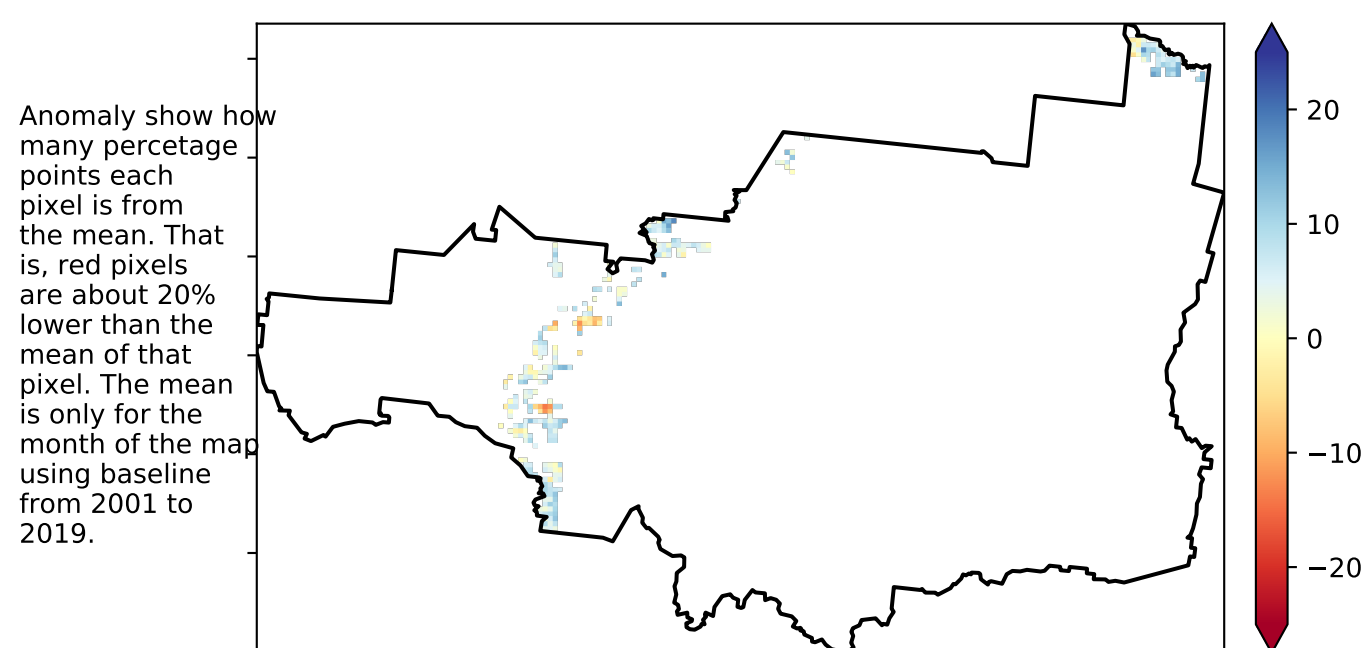 Anomaly show how
many percetage
points each
pixel is from
the mean. That
is, red pixels
are about 20%
lower than the
mean of that
pixel. The mean
is only for the
month of the map
using baseline
from 2001 to
2019.
20
10
0
−10
−20